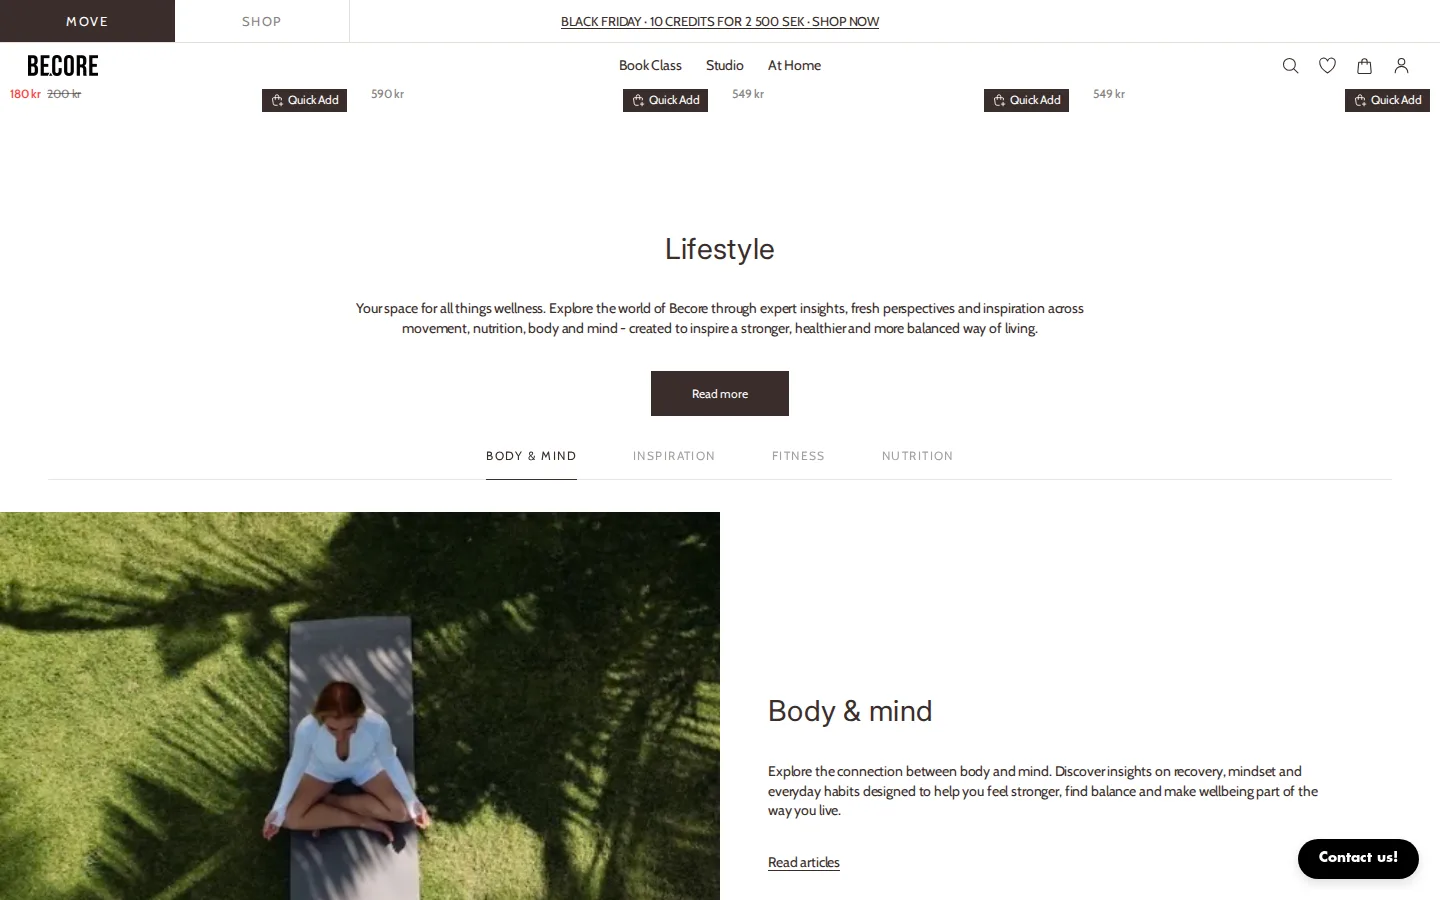 MOVE
SHOP
BLACK FRIDAY · 10 CREDITS FOR 2 500 SEK · SHOP NOW
BE.CORE
Book Class
Studio
At Home
180 kr 200 kr
Quick Add
590 kr
Quick Add
549 kr
Quick Add
549 kr
Quick Add
Lifestyle
Your space for all things wellness. Explore the world of Becore through expert insights, fresh perspectives and inspiration across
movement, nutrition, body and mind - created to inspire a stronger, healthier and more balanced way of living.
Read more
BODY & MIND
INSPIRATION
FITNESS
NUTRITION
Body & mind
Explore the connection between body and mind. Discover insights on recovery, mindset and
everyday habits designed to help you feel stronger, find balance and make wellbeing part of the
way you live.
Read articles
Contact us!